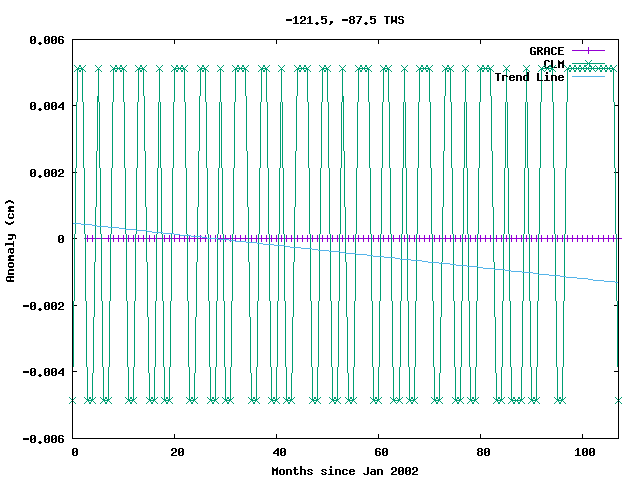 -121.5, -87.5 TWS
GRACE
CLM
Trend Line
0.006
0.004
0.002
0
-0.002
-0.004
-0.006
Anomaly (cm)
0 20 40 60 80 100
Months since Jan 2002